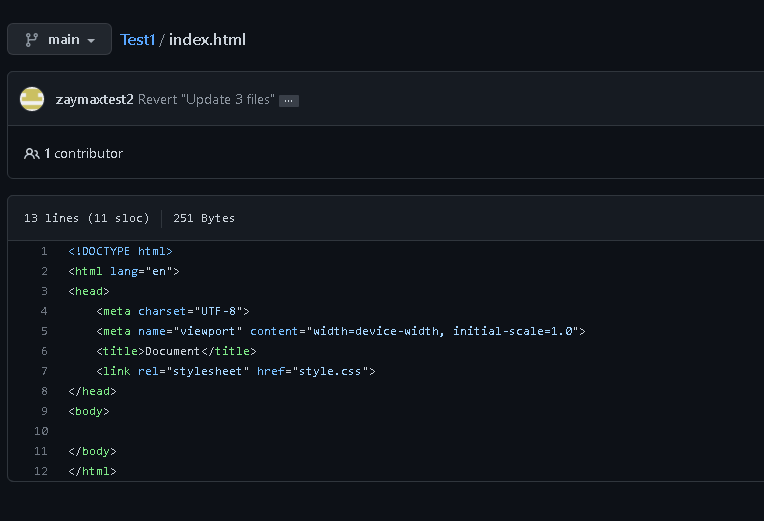 main
Test1 / index.html
zaymaxtest2 Revert "Update 3 files" ...
1 contributor
13 lines (11 sloc) 251 Bytes
1 <!DOCTYPE html>
2 <html lang="en">
3 <head>
4     <meta charset="UTF-8">
5     <meta name="viewport" content="width=device-width, initial-scale=1.0">
6     <title>Document</title>
7     <link rel="stylesheet" href="style.css">
8 </head>
9 <body>
10
11 </body>
12 </html>